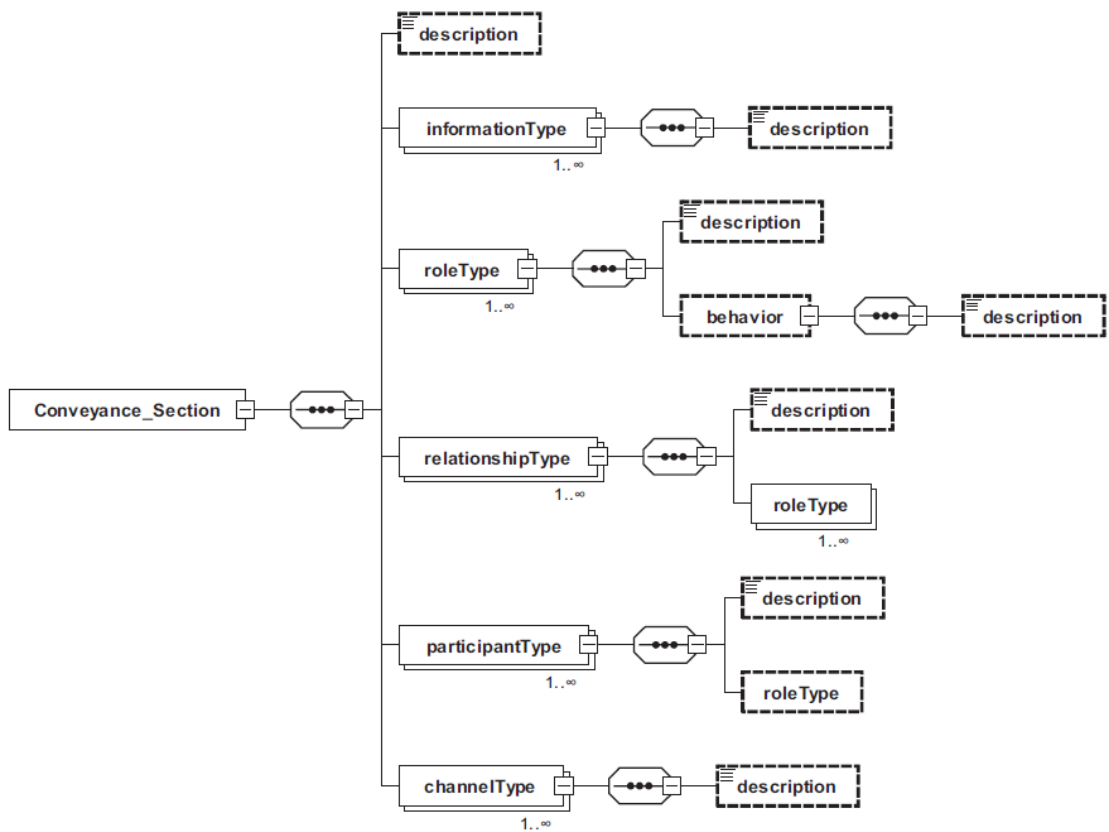 description
informationType
description
1..∞
description
roleType
1..∞
behavior
description
Conveyance_Section
description
relationshipType
1..∞
roleType
1..∞
description
participantType
1..∞
roleType
channelType
description
1..∞